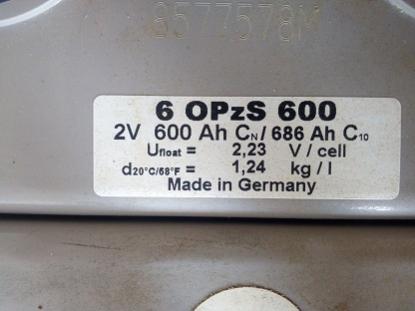 8577578M
6 OPzS 600
2V 600 Ah CN / 686 Ah C10
Ufloat = 2,23 V / cell
d20°C/68°F = 1,24 kg / l
Made in Germany